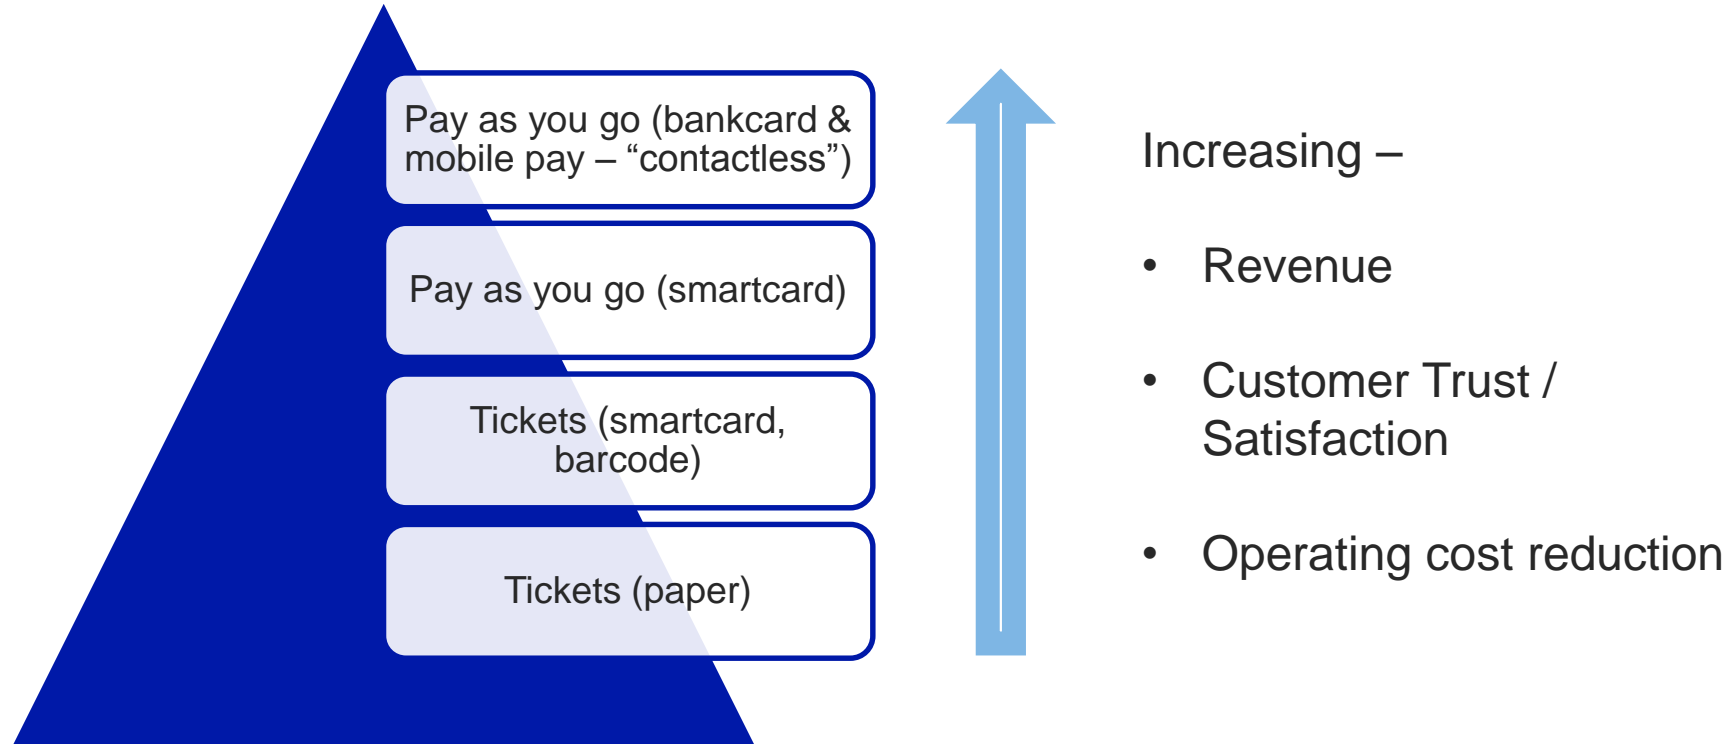 Pay as you go (bankcard &
mobile pay – “contactless”)
Pay as you go (smartcard)
Tickets (smartcard,
barcode)
Tickets (paper)
Increasing –
• Revenue
• Customer Trust /
Satisfaction
• Operating cost reduction